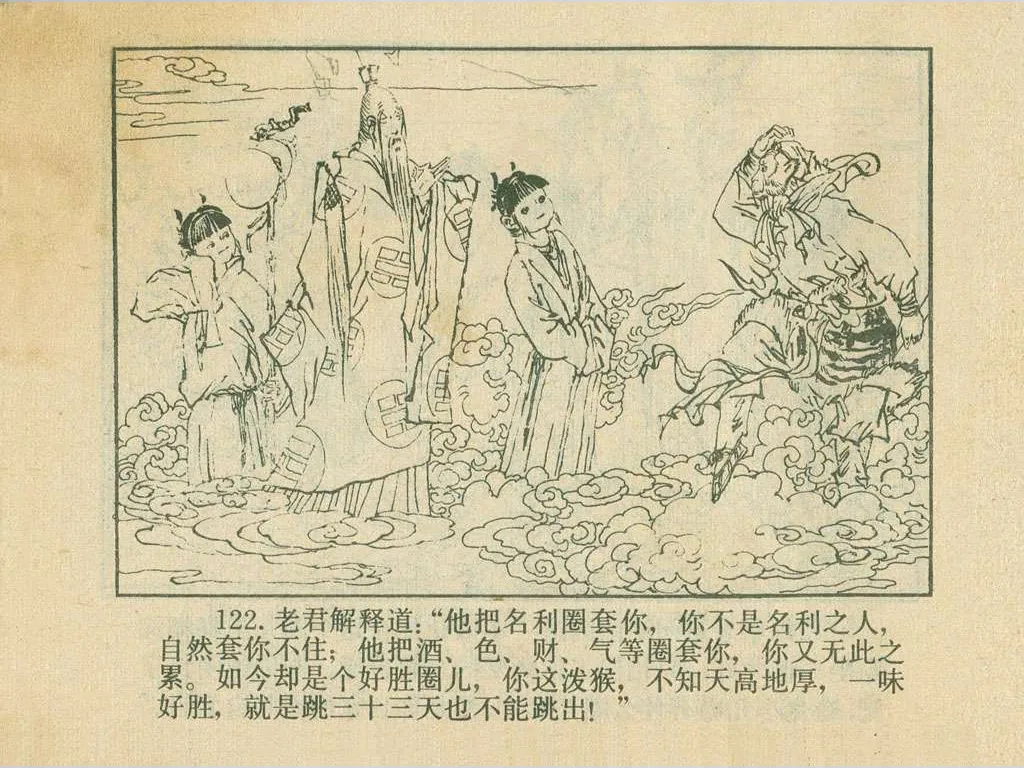 122. 老君解释道：“他把名利圈套你，你不是名利之人，
自然套你不住；他把酒、色、财、气等圈套你，你又无此之
累。如今却是个好胜圈儿，你这泼猴，不知天高地厚，一味
好胜，就是跳三十三天也不能跳出！”